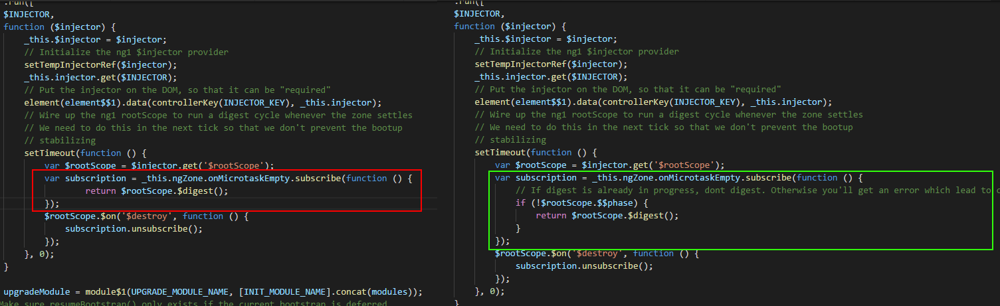 .run([
$INJECTOR,
function ($injector) {
_this.$injector = $injector;
// Initialize the ng1 $injector provider
setTempInjectorRef($injector);
_this.injector.get($INJECTOR);
// Put the injector on the DOM, so that it can be "required"
element(element$$1).data(controllerKey(INJECTOR_KEY), _this.injector);
// Wire up the ng1 rootScope to run a digest cycle whenever the zone settles
// We need to do this in the next tick so that we don't prevent the bootup
// stabilizing
setTimeout(function () {
var $rootScope = $injector.get('$rootScope');
var subscription = _this.ngZone.onMicrotaskEmpty.subscribe(function () {
return $rootScope.$digest();
});
$rootScope.$on('$destroy', function () {
subscription.unsubscribe();
});
}, 0);
}
upgradeModule = module$1(UPGRADE_MODULE_NAME, [INIT_MODULE_NAME].concat(modules));
Make sure resumeBootstrap() only exists if the current bootstrap is deferred
.run([
$INJECTOR,
function ($injector) {
_this.$injector = $injector;
// Initialize the ng1 $injector provider
setTempInjectorRef($injector);
_this.injector.get($INJECTOR);
// Put the injector on the DOM, so that it can be "required"
element(element$$1).data(controllerKey(INJECTOR_KEY), _this.injector);
// Wire up the ng1 rootScope to run a digest cycle whenever the zone settles
// We need to do this in the next tick so that we don't prevent the bootup
// stabilizing
setTimeout(function () {
var $rootScope = $injector.get('$rootScope');
var subscription = _this.ngZone.onMicrotaskEmpty.subscribe(function () {
// If digest is already in progress, dont digest. Otherwise you'll get an error which lead to
if (!$rootScope.$$phase) {
return $rootScope.$digest();
}
});
$rootScope.$on('$destroy', function () {
subscription.unsubscribe();
});
}, 0);
}